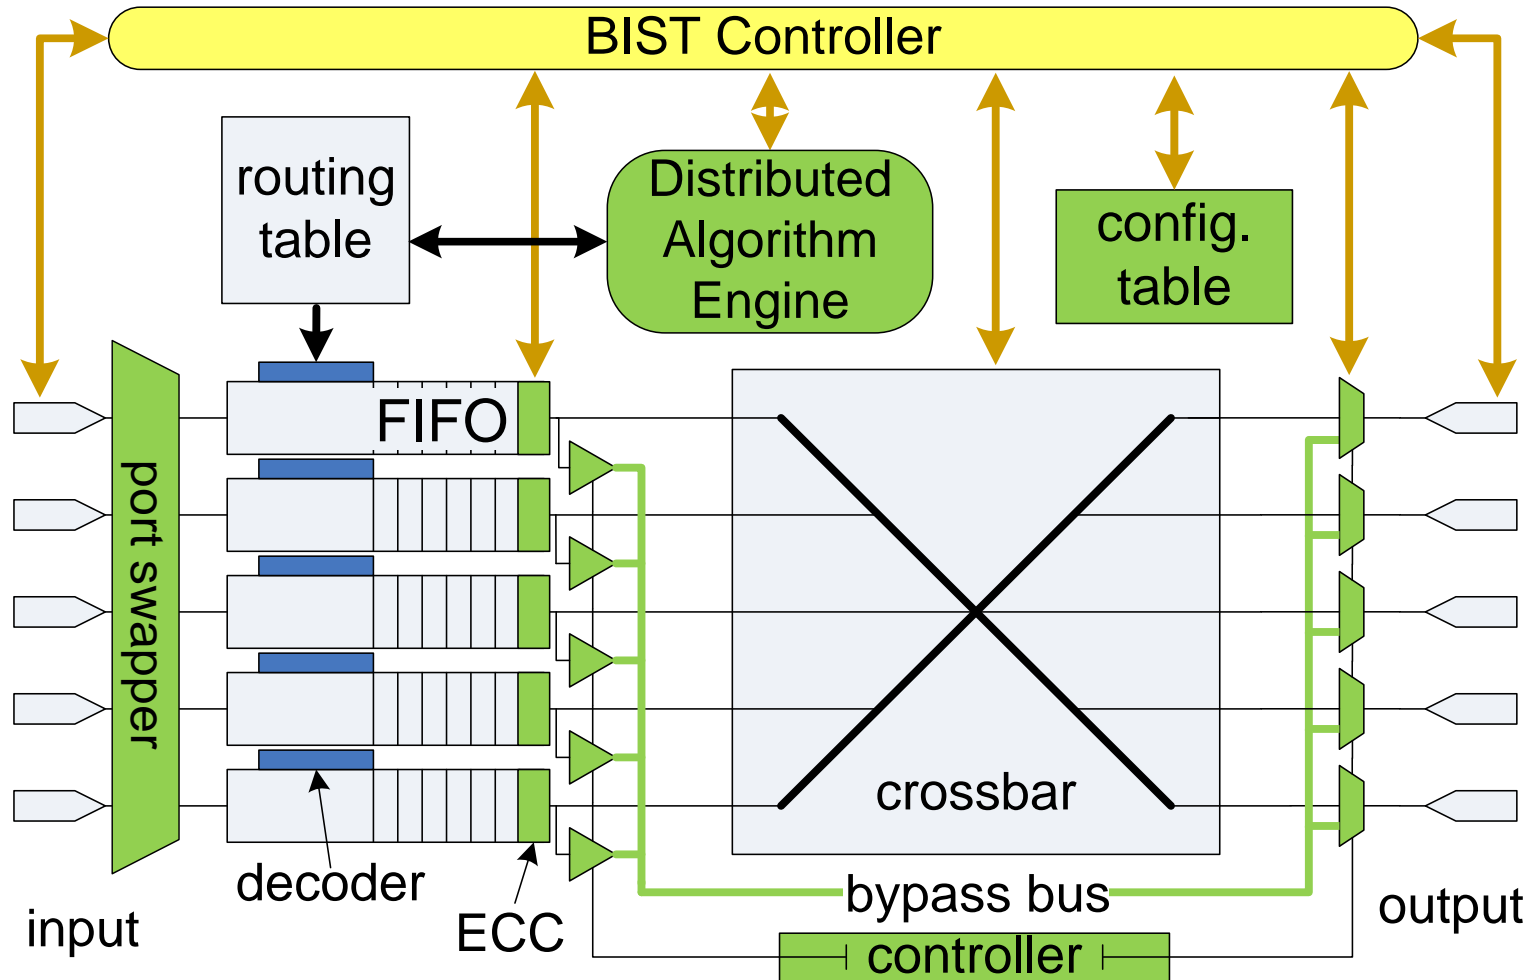 BIST Controller
routing
table
Distributed
Algorithm
Engine
config.
table
FIFO
port swapper
crossbar
decoder
ECC
bypass bus
input
output
controller